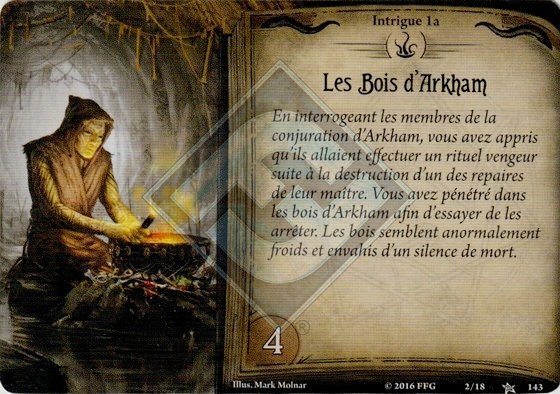 Intrigue 1a
Les Bois d'Arkham
En interrogeant les membres de la
conjuration d'Arkham, vous avez appris
qu'ils allaient effectuer un rituel vengeur
suite à la destruction d'un des repaires
de leur maître. Vous avez pénétré dans
les bois d'Arkham afin d'essayer de les
arrêter. Les bois semblent anormalement
froids et envahis d'un silence de mort.
4
®
Illus. Mark Molnar © 2016 FFG 2/18 143